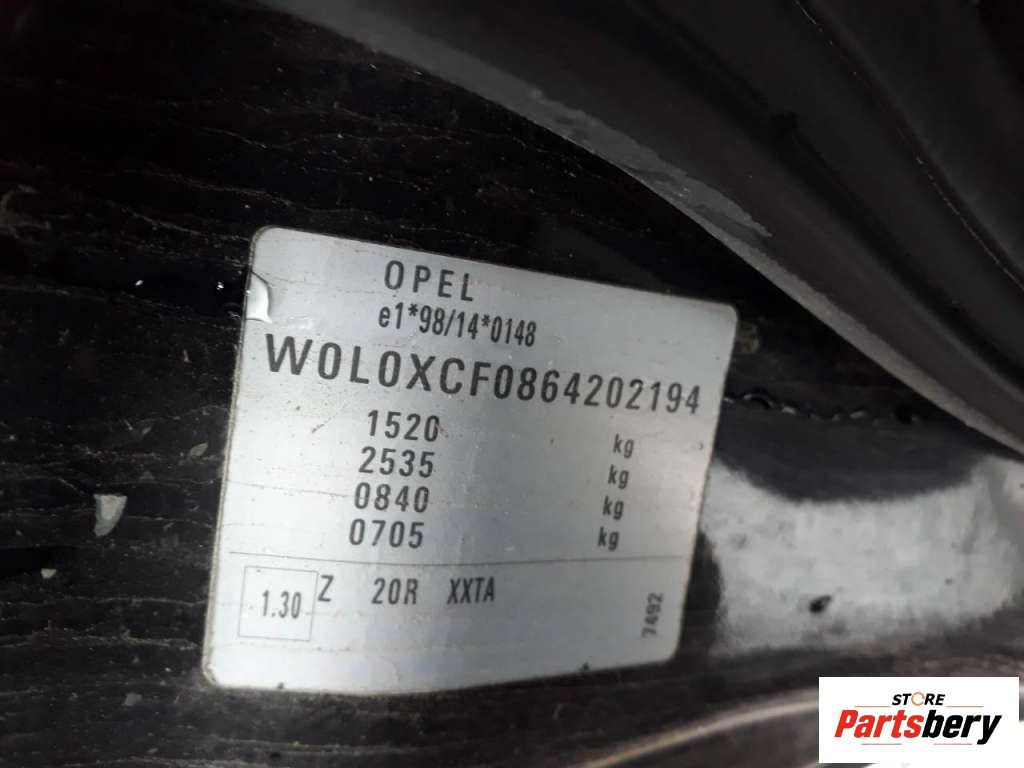 OPEL
e1*98/14*0148
W0L0XCF0864202194
1520 kg
2535 kg
0840 kg
0705 kg
1.30 Z 20R XXTA
7492
STORE
Partsbery